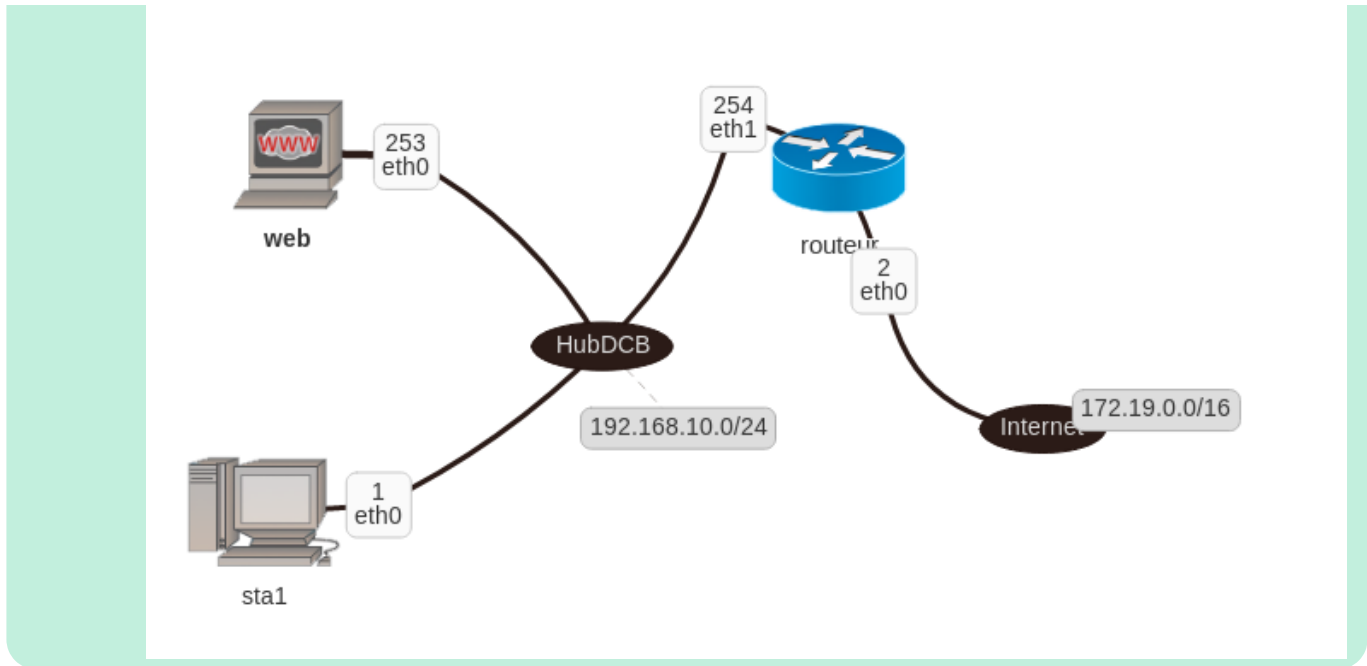 WWW
253
eth0
web
254
eth1
routeur
2
eth0
HubDCB
192.168.10.0/24
172.19.0.0/16
Internet
1
eth0
sta1